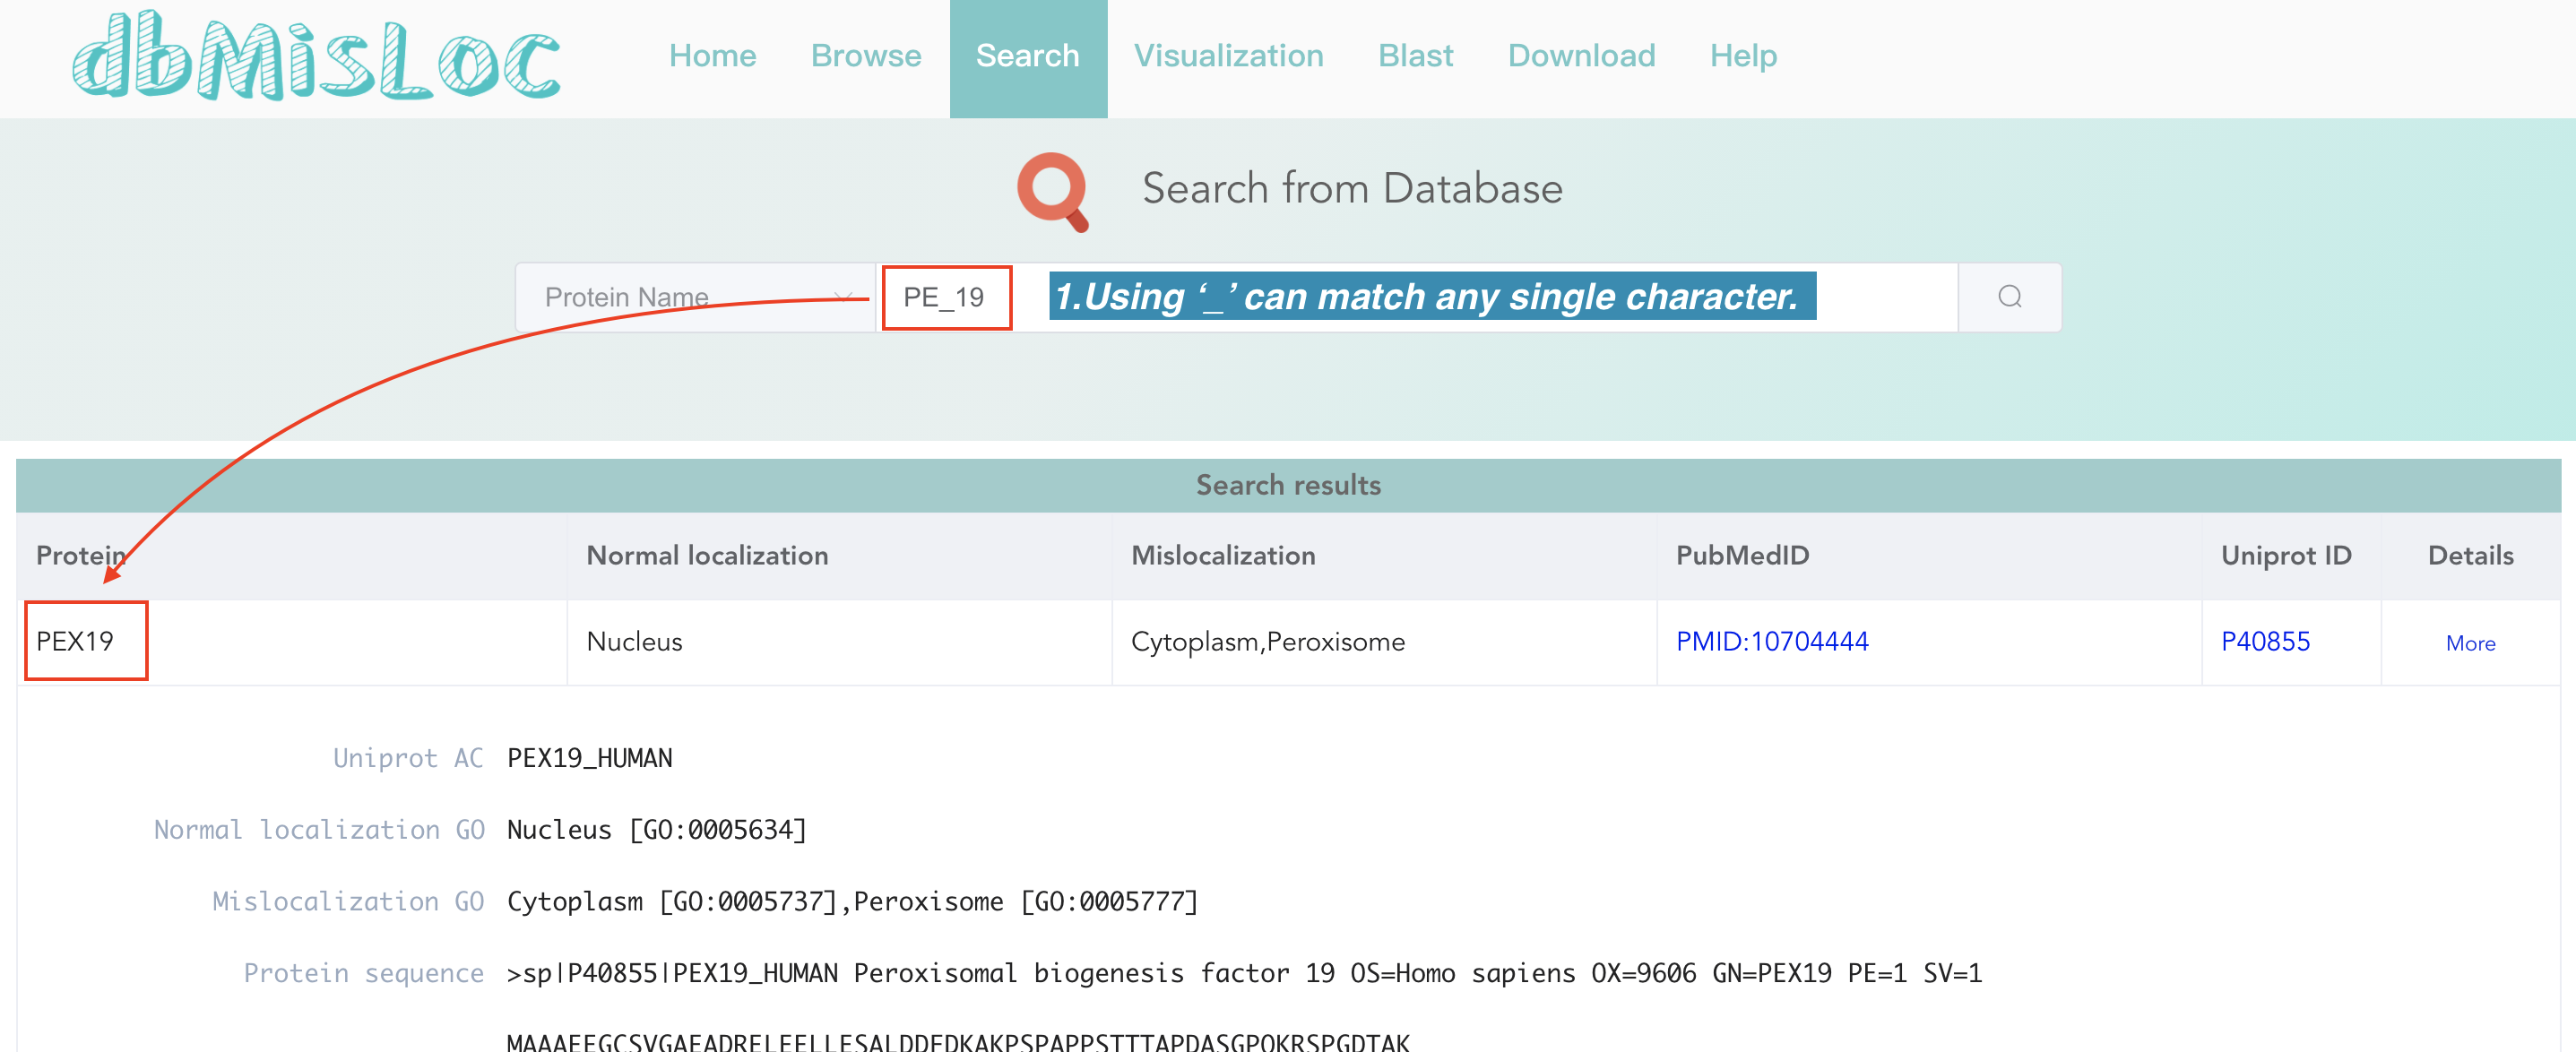 dbMisLoc
Home Browse Search Visualization Blast Download Help
Search from Database
Protein Name PE_19 1.Using ‘_’ can match any single character.
Search results
Protein Normal localization Mislocalization PubMedID Uniprot ID Details
PEX19 Nucleus Cytoplasm,Peroxisome PMID:10704444 P40855 More
Uniprot AC PEX19_HUMAN
Normal localization GO Nucleus [GO:0005634]
Mislocalization GO Cytoplasm [GO:0005737],Peroxisome [GO:0005777]
Protein sequence >sp|P40855|PEX19_HUMAN Peroxisomal biogenesis factor 19 OS=Homo sapiens OX=9606 GN=PEX19 PE=1 SV=1
MAAAEEGCSVGAEADRELEELLESALDDFDKAKPSPAPPSTTTAPDASGPQKRSPGDTAK